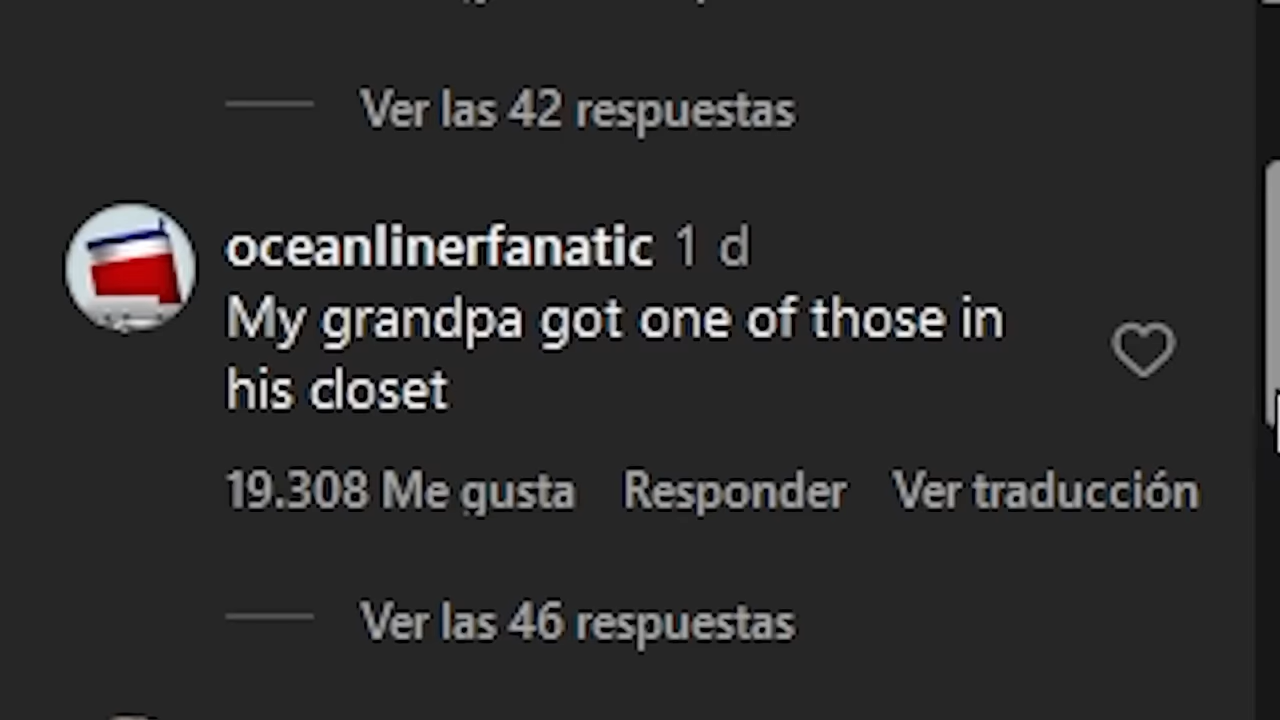 Ver las 42 respuestas
oceanlinerfanatic 1 d
My grandpa got one of those in
his closet
19.308 Me gusta Responder Ver traducción
Ver las 46 respuestas